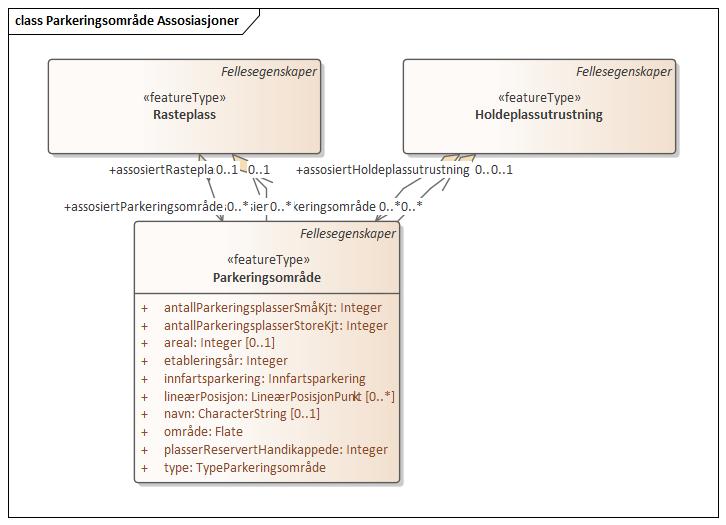 class Parkeringsområde Assosiasjoner
Fellesegenskaper
«featureType»
Rasteplass
Fellesegenskaper
«featureType»
Holdeplassutrustning
+assosiertRastepla 0..1 0..1
+assosiertHoldeplassutrustning 0..0..1
+assosiertParkeringsområde 0..* 0..* keringsområde 0..*0..*
Fellesegenskaper
«featureType»
Parkeringsområde
+ antallParkeringsplasserSmåKjt: Integer
+ antallParkeringsplasserStoreKjt: Integer
+ areal: Integer [0..1]
+ etableringsår: Integer
+ innfartsparkering: Innfartsparkering
+ lineærPosisjon: LineærPosisjonPunkt [0..*]
+ navn: CharacterString [0..1]
+ område: Flate
+ plasserReservertHandikappede: Integer
+ type: TypeParkeringsområde